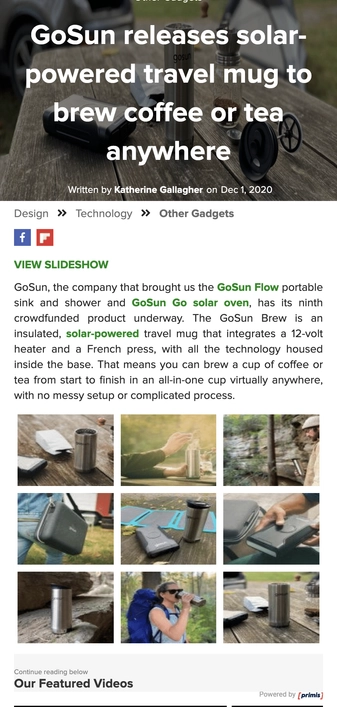 Other Gadgets
GoSun releases solar-
powered travel mug to
brew coffee or tea
anywhere
Written by Katherine Gallagher on Dec 1, 2020
Design » Technology » Other Gadgets
VIEW SLIDESHOW
GoSun, the company that brought us the GoSun Flow portable
sink and shower and GoSun Go solar oven, has its ninth
crowdfunded product underway. The GoSun Brew is an
insulated, solar-powered travel mug that integrates a 12-volt
heater and a French press, with all the technology housed
inside the base. That means you can brew a cup of coffee or
tea from start to finish in an all-in-one cup virtually anywhere,
with no messy setup or complicated process.
Continue reading below
Our Featured Videos
Powered by [primis]